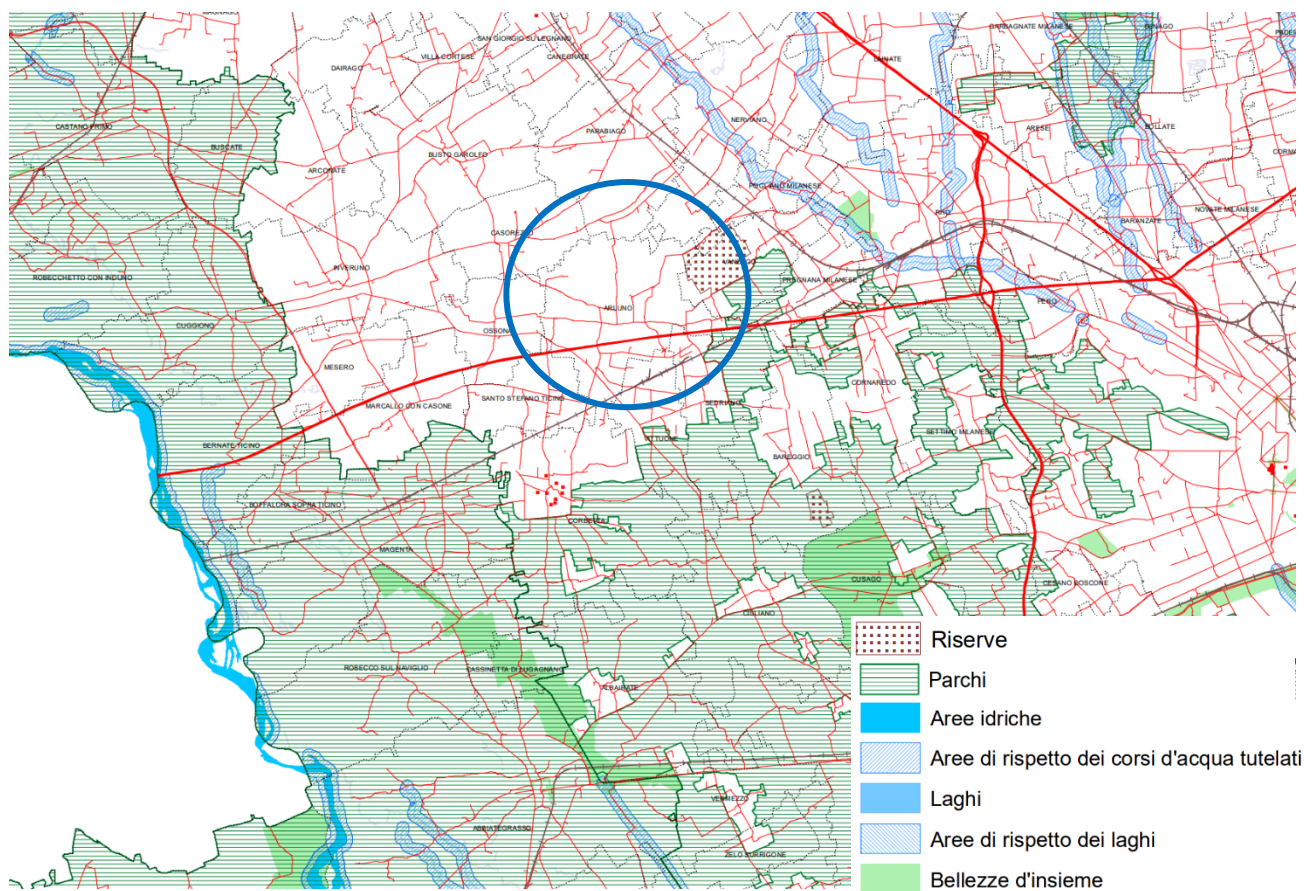 MAGNAGO
SAN GIORGIO SU LEGNANO
GARBAGNATE MILANESE
SENAGO
VILLA CORTESE
CANEGRATE
LAINATE
DAIRAGO
CASTANO PRIMO
PARABIAGO
NERVIANO
ARESE
BOLLATE
BUSCATE
BUSTO GAROLFO
ARCONATE
POGLIANO MILANESE
NOVATE MILANESE
RHO
BARANZATE
CASOREZZO
VANZAGO
INVERUNO
ROBECCHETTO CON INDUNO
PREGNANA MILANESE
ARLUNO
PERO
CUGGIONO
OSSONA
MESERO
CORNAREDO
SANTO STEFANO TICINO
MARCALLO CON CASONE
SEDRIANO
SETTIMO MILANESE
BERNATE TICINO
VITTUONE
BAREGGIO
BOFFALORA SOPRA TICINO
CORBETTA
MAGENTA
CUSAGO
CESANO BOSCONE
CISLIANO
ROBECCO SUL NAVIGLIO
CASSINETTA DI LUGAGNANO
ALBAIRATE
VERMEZZO
ABBIATEGRASSO
ZELO SURRIGONE
Riserve
Parchi
Aree idriche
Aree di rispetto dei corsi d'acqua tutelati
Laghi
Aree di rispetto dei laghi
Bellezze d'insieme